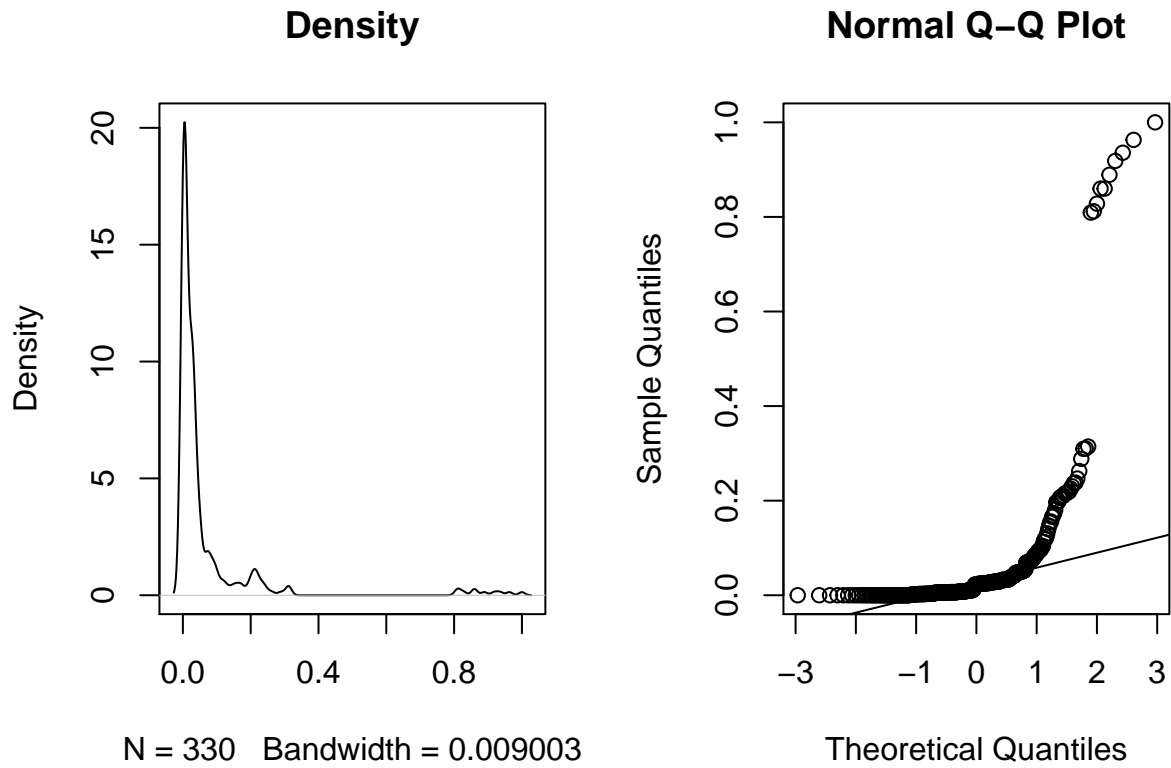 Density
Density
0
5
10
15
20
0.0 0.4 0.8
N = 330 Bandwidth = 0.009003
Normal Q−Q Plot
Sample Quantiles
0.0
0.2
0.4
0.6
0.8
1.0
−3 −1 0 1 2 3
Theoretical Quantiles